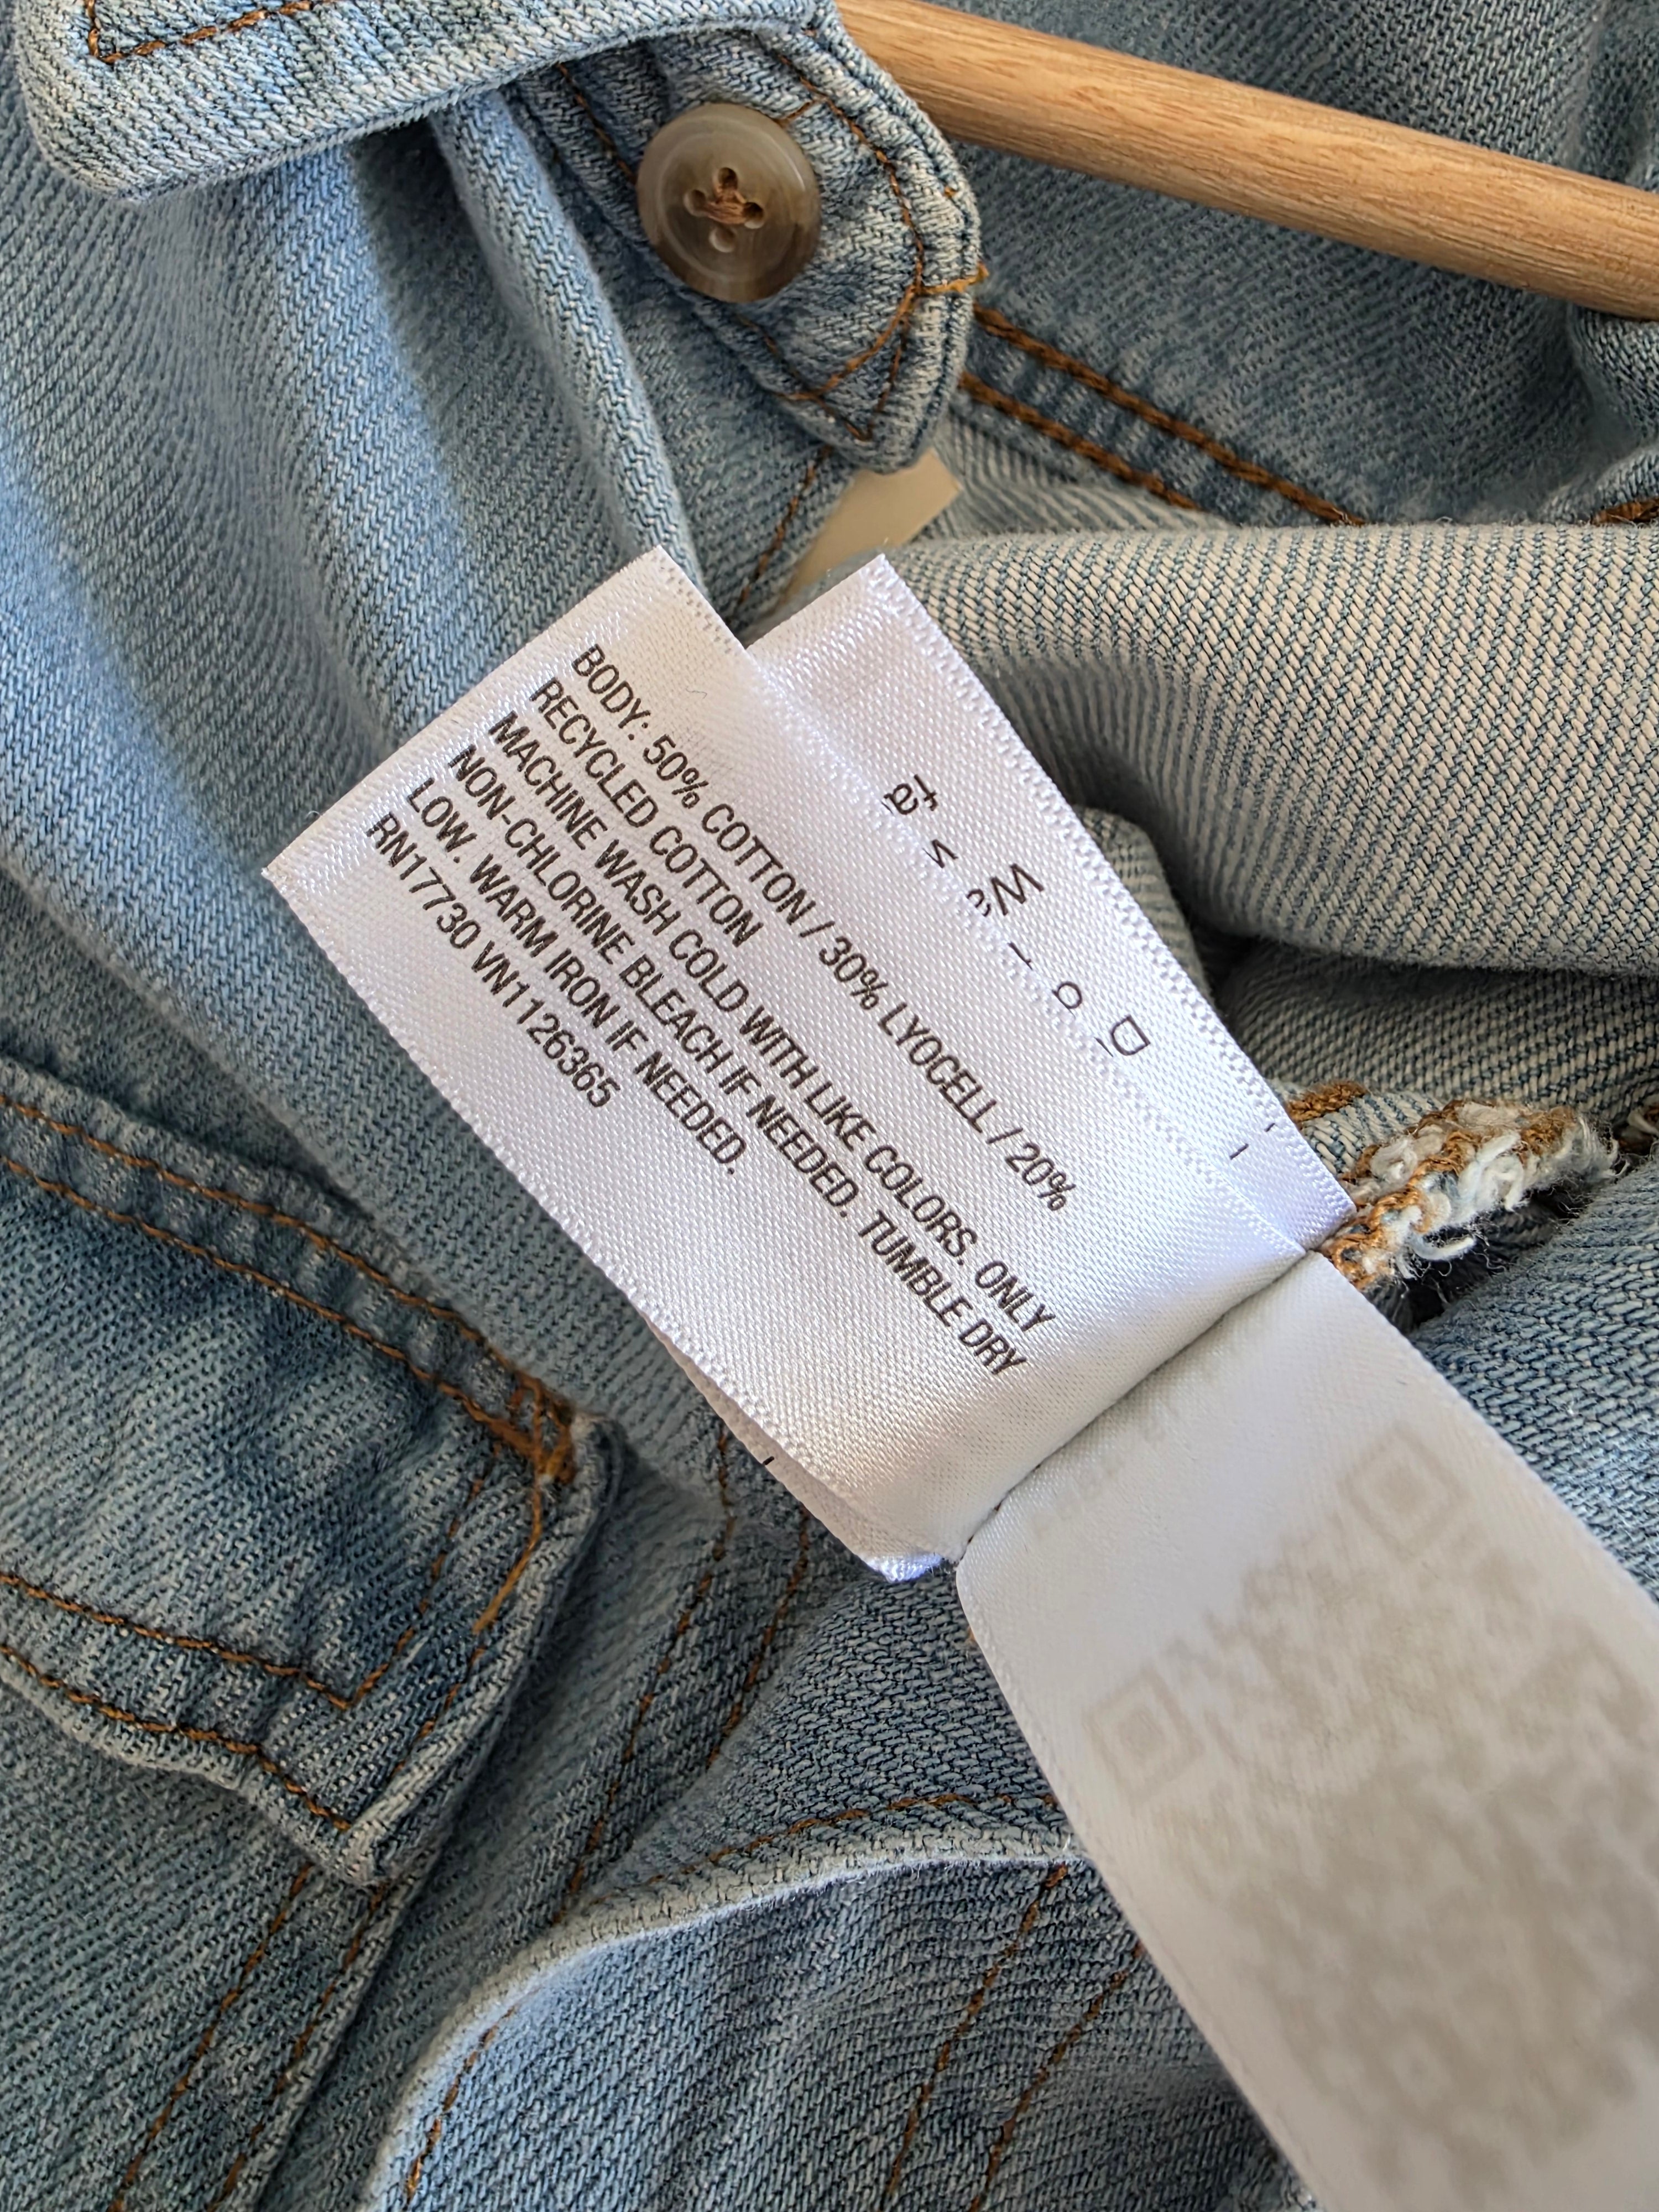 BODY: 50% COTTON / 30% LYOCELL / 20%
RECYCLED COTTON
MACHINE WASH COLD WITH LIKE COLORS. ONLY
NON-CHLORINE BLEACH IF NEEDED. TUMBLE DRY
LOW. WARM IRON IF NEEDED.
RN17730 VN1126365